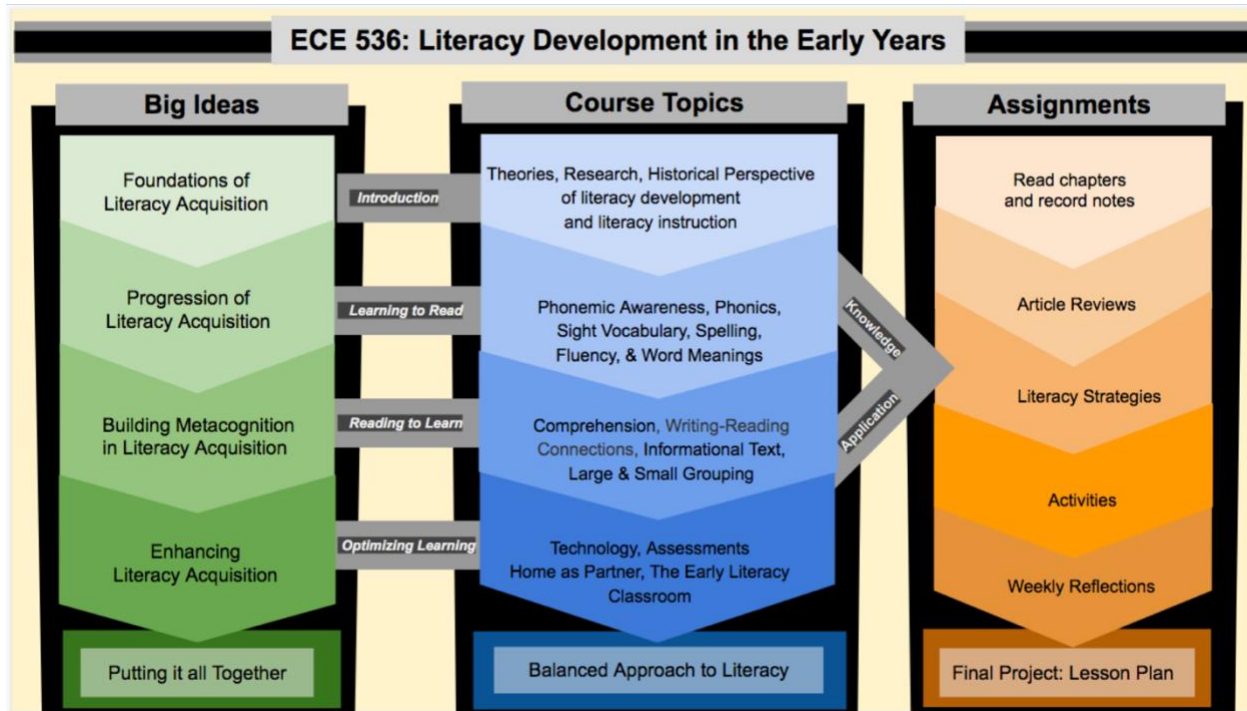 ECE 536: Literacy Development in the Early Years
Big Ideas
Foundations of
Literacy Acquisition
Progression of
Literacy Acquisition
Building Metacognition
in Literacy Acquisition
Enhancing
Literacy Acquisition
Putting it all Together
Introduction
Learning to Read
Reading to Learn
Optimizing Learning
Course Topics
Theories, Research, Historical Perspective
of literacy development
and literacy instruction
Phonemic Awareness, Phonics,
Sight Vocabulary, Spelling,
Fluency, & Word Meanings
Comprehension, Writing-Reading
Connections, Informational Text,
Large & Small Grouping
Technology, Assessments
Home as Partner, The Early Literacy
Classroom
Balanced Approach to Literacy
Knowledge
Application
Assignments
Read chapters
and record notes
Article Reviews
Literacy Strategies
Activities
Weekly Reflections
Final Project: Lesson Plan